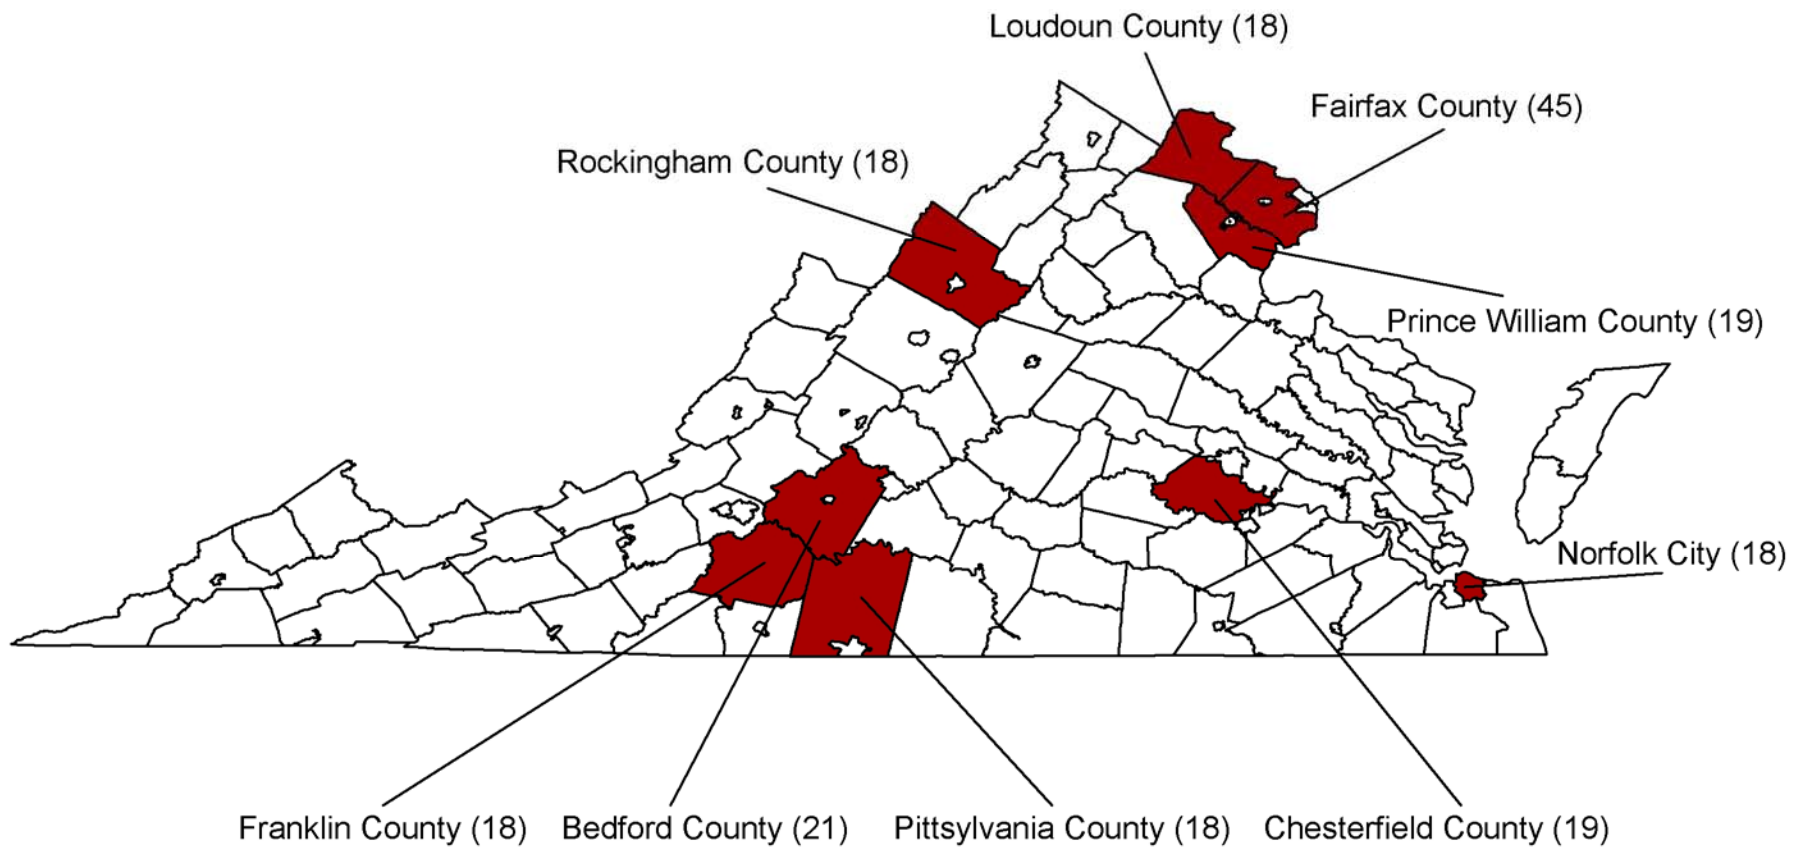 Loudoun County (18)
Fairfax County (45)
Rockingham County (18)
Prince William County (19)
Norfolk City (18)
Franklin County (18)
Bedford County (21)
Pittsylvania County (18)
Chesterfield County (19)